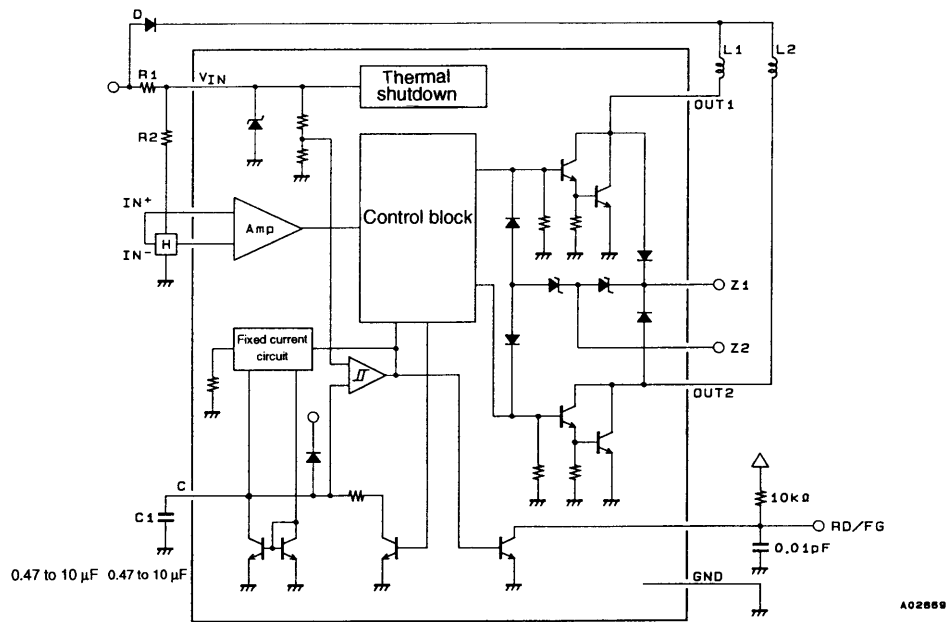 D
L1
L2
R1
VIN
Thermal
shutdown
OUT1
R2
IN+
Control block
Amp
H
IN-
Z1
Fixed current
circuit
Z2
OUT2
C
10kΩ
C1
RD/FG
0.01pF
0.47 to 10 μF 0.47 to 10 μF
GND
A02669